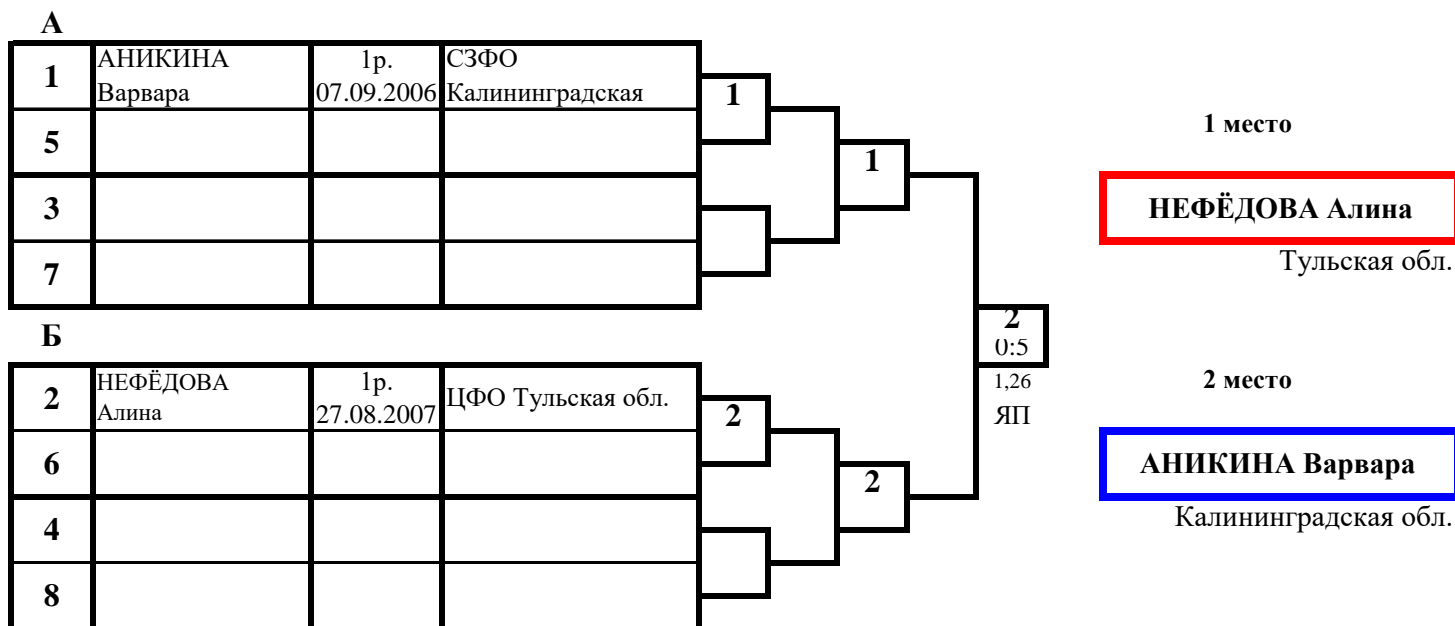 А
1 АНИКИНА Варвара 1р. 07.09.2006 СЗФО Калининградская
5
3
7
1
1
Б
2 НЕФЁДОВА Алина 1р. 27.08.2007 ЦФО Тульская обл.
6
4
8
2
2
2
0:5
1,26
ЯП
1 место
НЕФЁДОВА Алина
Тульская обл.
2 место
АНИКИНА Варвара
Калининградская обл.